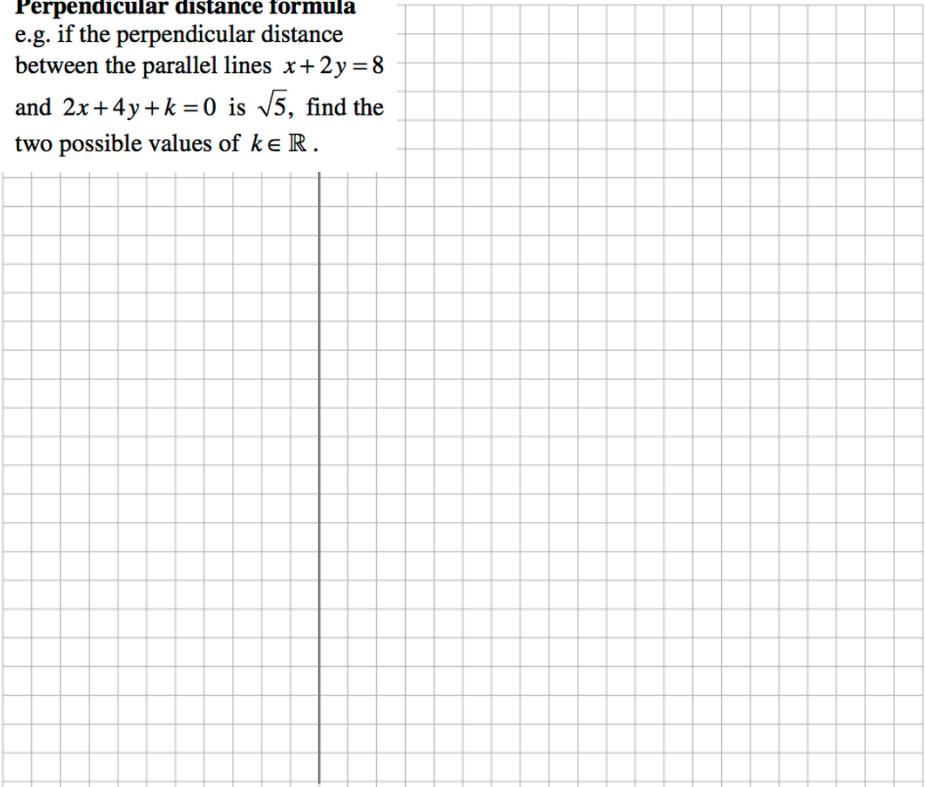 Perpendicular distance formula
e.g. if the perpendicular distance
between the parallel lines x+2y=8
and 2x+4y+k=0 is √5, find the
two possible values of k∈ℝ.